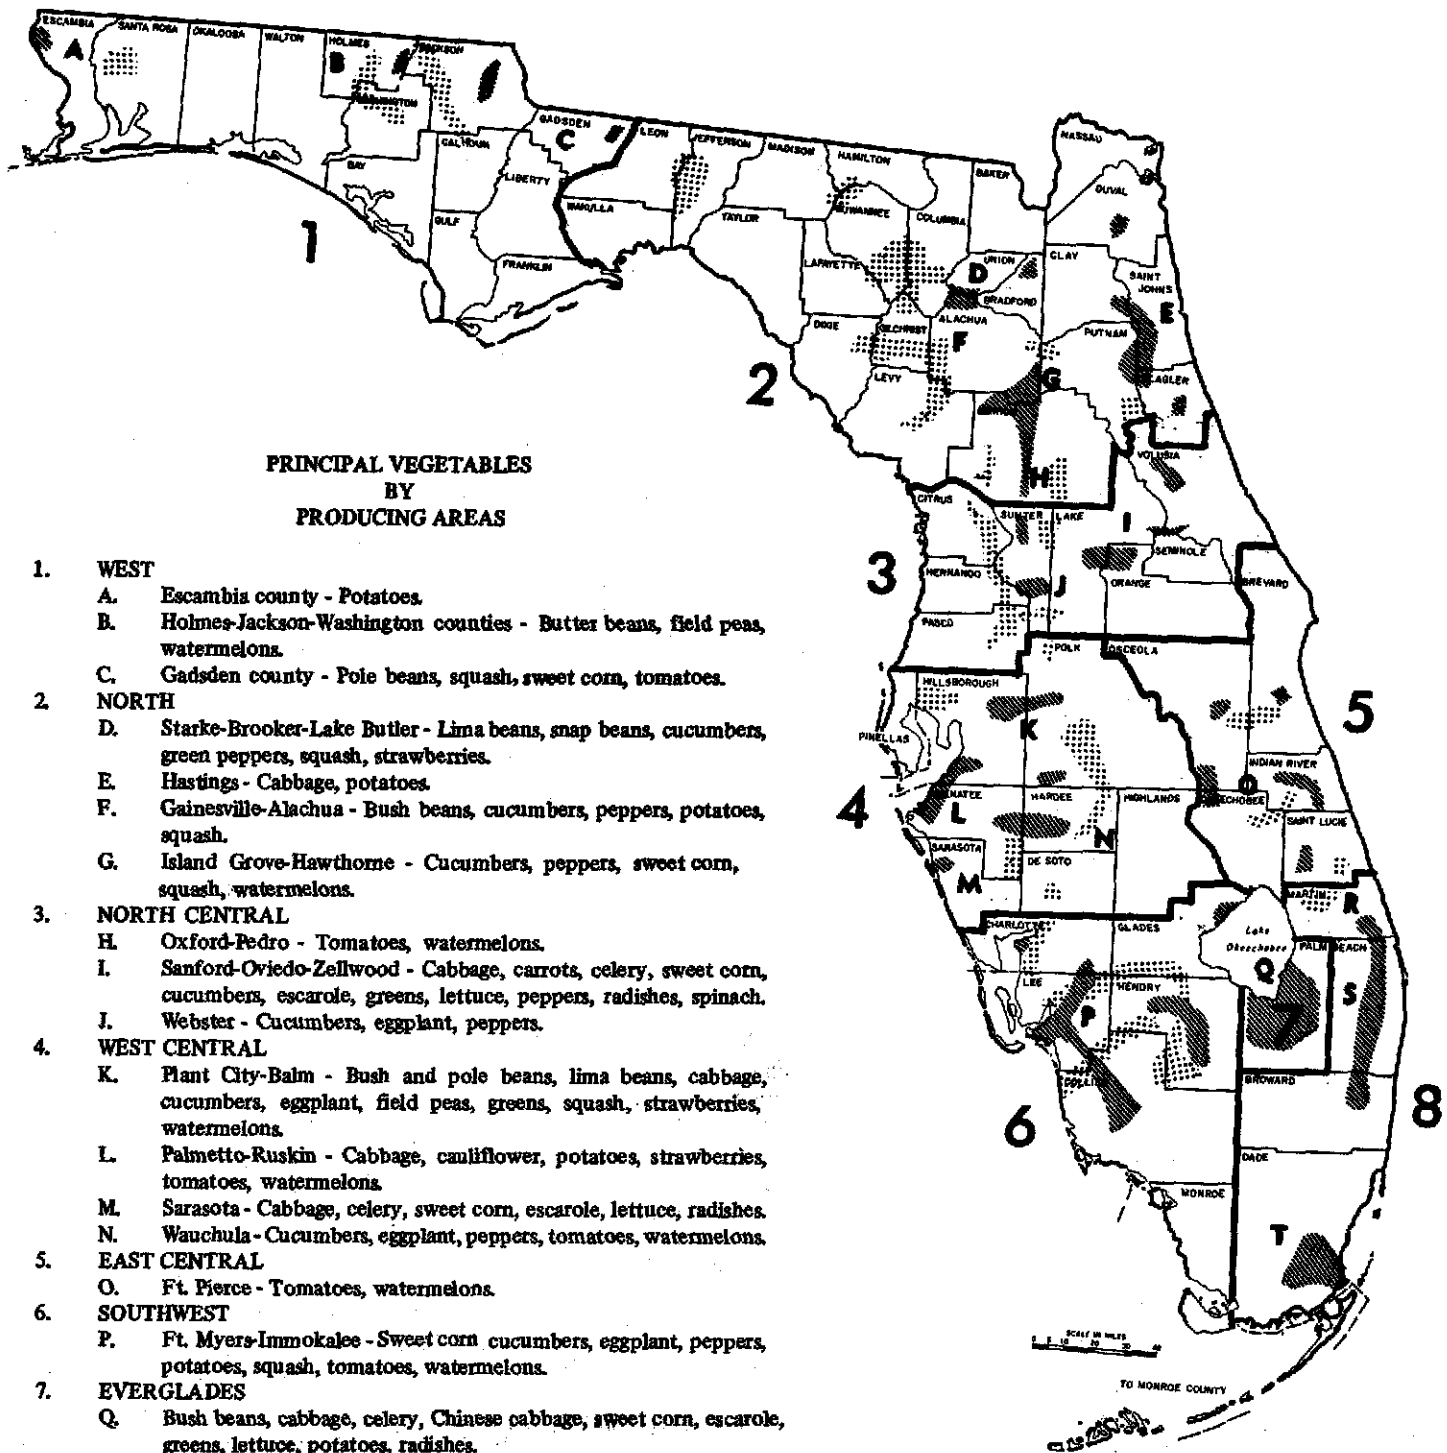 ESCAMBIA
SANTA ROSA
OKALOOSA
WALTON
HOLMES
JACKSON
A
B
WASHINGTON
GADSDEN
C
LEON
JEFFERSON
MADISON
HAMILTON
NASSAU
BAKER
DUVAL
CALHOUN
BAY
LIBERTY
WAKULLA
TAYLOR
SUWANNEE
COLUMBIA
GULF
FRANKLIN
LAFAYETTE
D
UNION
BRADFORD
CLAY
SAINT
JOHNS
E
1
DIXIE
GILCHRIST
ALACHUA
F
PUTNAM
2
LEVY
G
FLAGLER
H
VOLUSIA
CITRUS
SUMTER
LAKE
I
SEMINOLE
3
HERNANDO
J
ORANGE
BREVARD
PASCO
POLK
OSCEOLA
HILLSBOROUGH
K
5
PINELLAS
INDIAN RIVER
4
MANATEE
L
HARDEE
HIGHLANDS
OKEECHOBEE
O
SAINT LUCIE
SARASOTA
N
DE SOTO
M
MARTIN
R
CHARLOTTE
GLADES
Lake
Okeechobee
PALM BEACH
Q
LEE
HENDRY
P
7
S
COLLIER
BROWARD
6
8
DADE
MONROE
T
SCALE IN MILES
TO MONROE COUNTY
PRINCIPAL VEGETABLES
BY
PRODUCING AREAS
1. WEST
A. Escambia county - Potatoes.
B. Holmes-Jackson-Washington counties - Butter beans, field peas,
watermelons.
C. Gadsden county - Pole beans, squash, sweet corn, tomatoes.
2 NORTH
D. Starke-Brooker-Lake Butler - Lima beans, snap beans, cucumbers,
green peppers, squash, strawberries.
E. Hastings - Cabbage, potatoes.
F. Gainesville-Alachua - Bush beans, cucumbers, peppers, potatoes,
squash.
G. Island Grove-Hawthorne - Cucumbers, peppers, sweet corn,
squash, watermelons.
3. NORTH CENTRAL
H. Oxford-Pedro - Tomatoes, watermelons.
I. Sanford-Oviedo-Zellwood - Cabbage, carrots, celery, sweet corn,
cucumbers, escarole, greens, lettuce, peppers, radishes, spinach.
J. Webster - Cucumbers, eggplant, peppers.
4. WEST CENTRAL
K. Plant City-Balm - Bush and pole beans, lima beans, cabbage,
cucumbers, eggplant, field peas, greens, squash, strawberries,
watermelons.
L. Palmetto-Ruskin - Cabbage, cauliflower, potatoes, strawberries,
tomatoes, watermelons.
M. Sarasota - Cabbage, celery, sweet corn, escarole, lettuce, radishes.
N. Wauchula - Cucumbers, eggplant, peppers, tomatoes, watermelons.
5. EAST CENTRAL
O. Ft. Pierce - Tomatoes, watermelons.
6. SOUTHWEST
P. Ft. Myers-Immokalee - Sweet corn cucumbers, eggplant, peppers,
potatoes, squash, tomatoes, watermelons.
7. EVERGLADES
Q. Bush beans, cabbage, celery, Chinese cabbage, sweet corn, escarole,
greens, lettuce, potatoes, radishes.